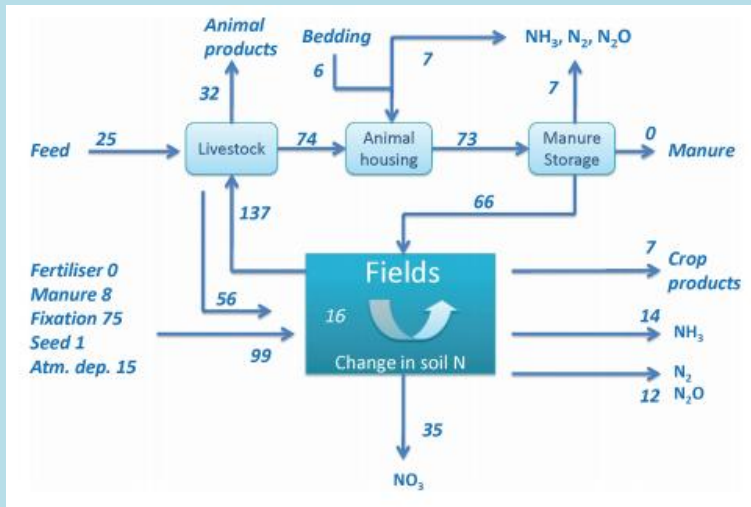 Animal
products
Bedding
NH₃, N₂, N₂O
6
7
32
7
Feed
25
Livestock
74
Animal
housing
73
Manure
Storage
0
Manure
137
66
Fertiliser 0
Manure 8
Fixation 75
Seed 1
Atm. dep. 15
56
99
Fields
16
Change in soil N
7
Crop
products
14
NH₃
N₂
12
N₂O
35
NO₃